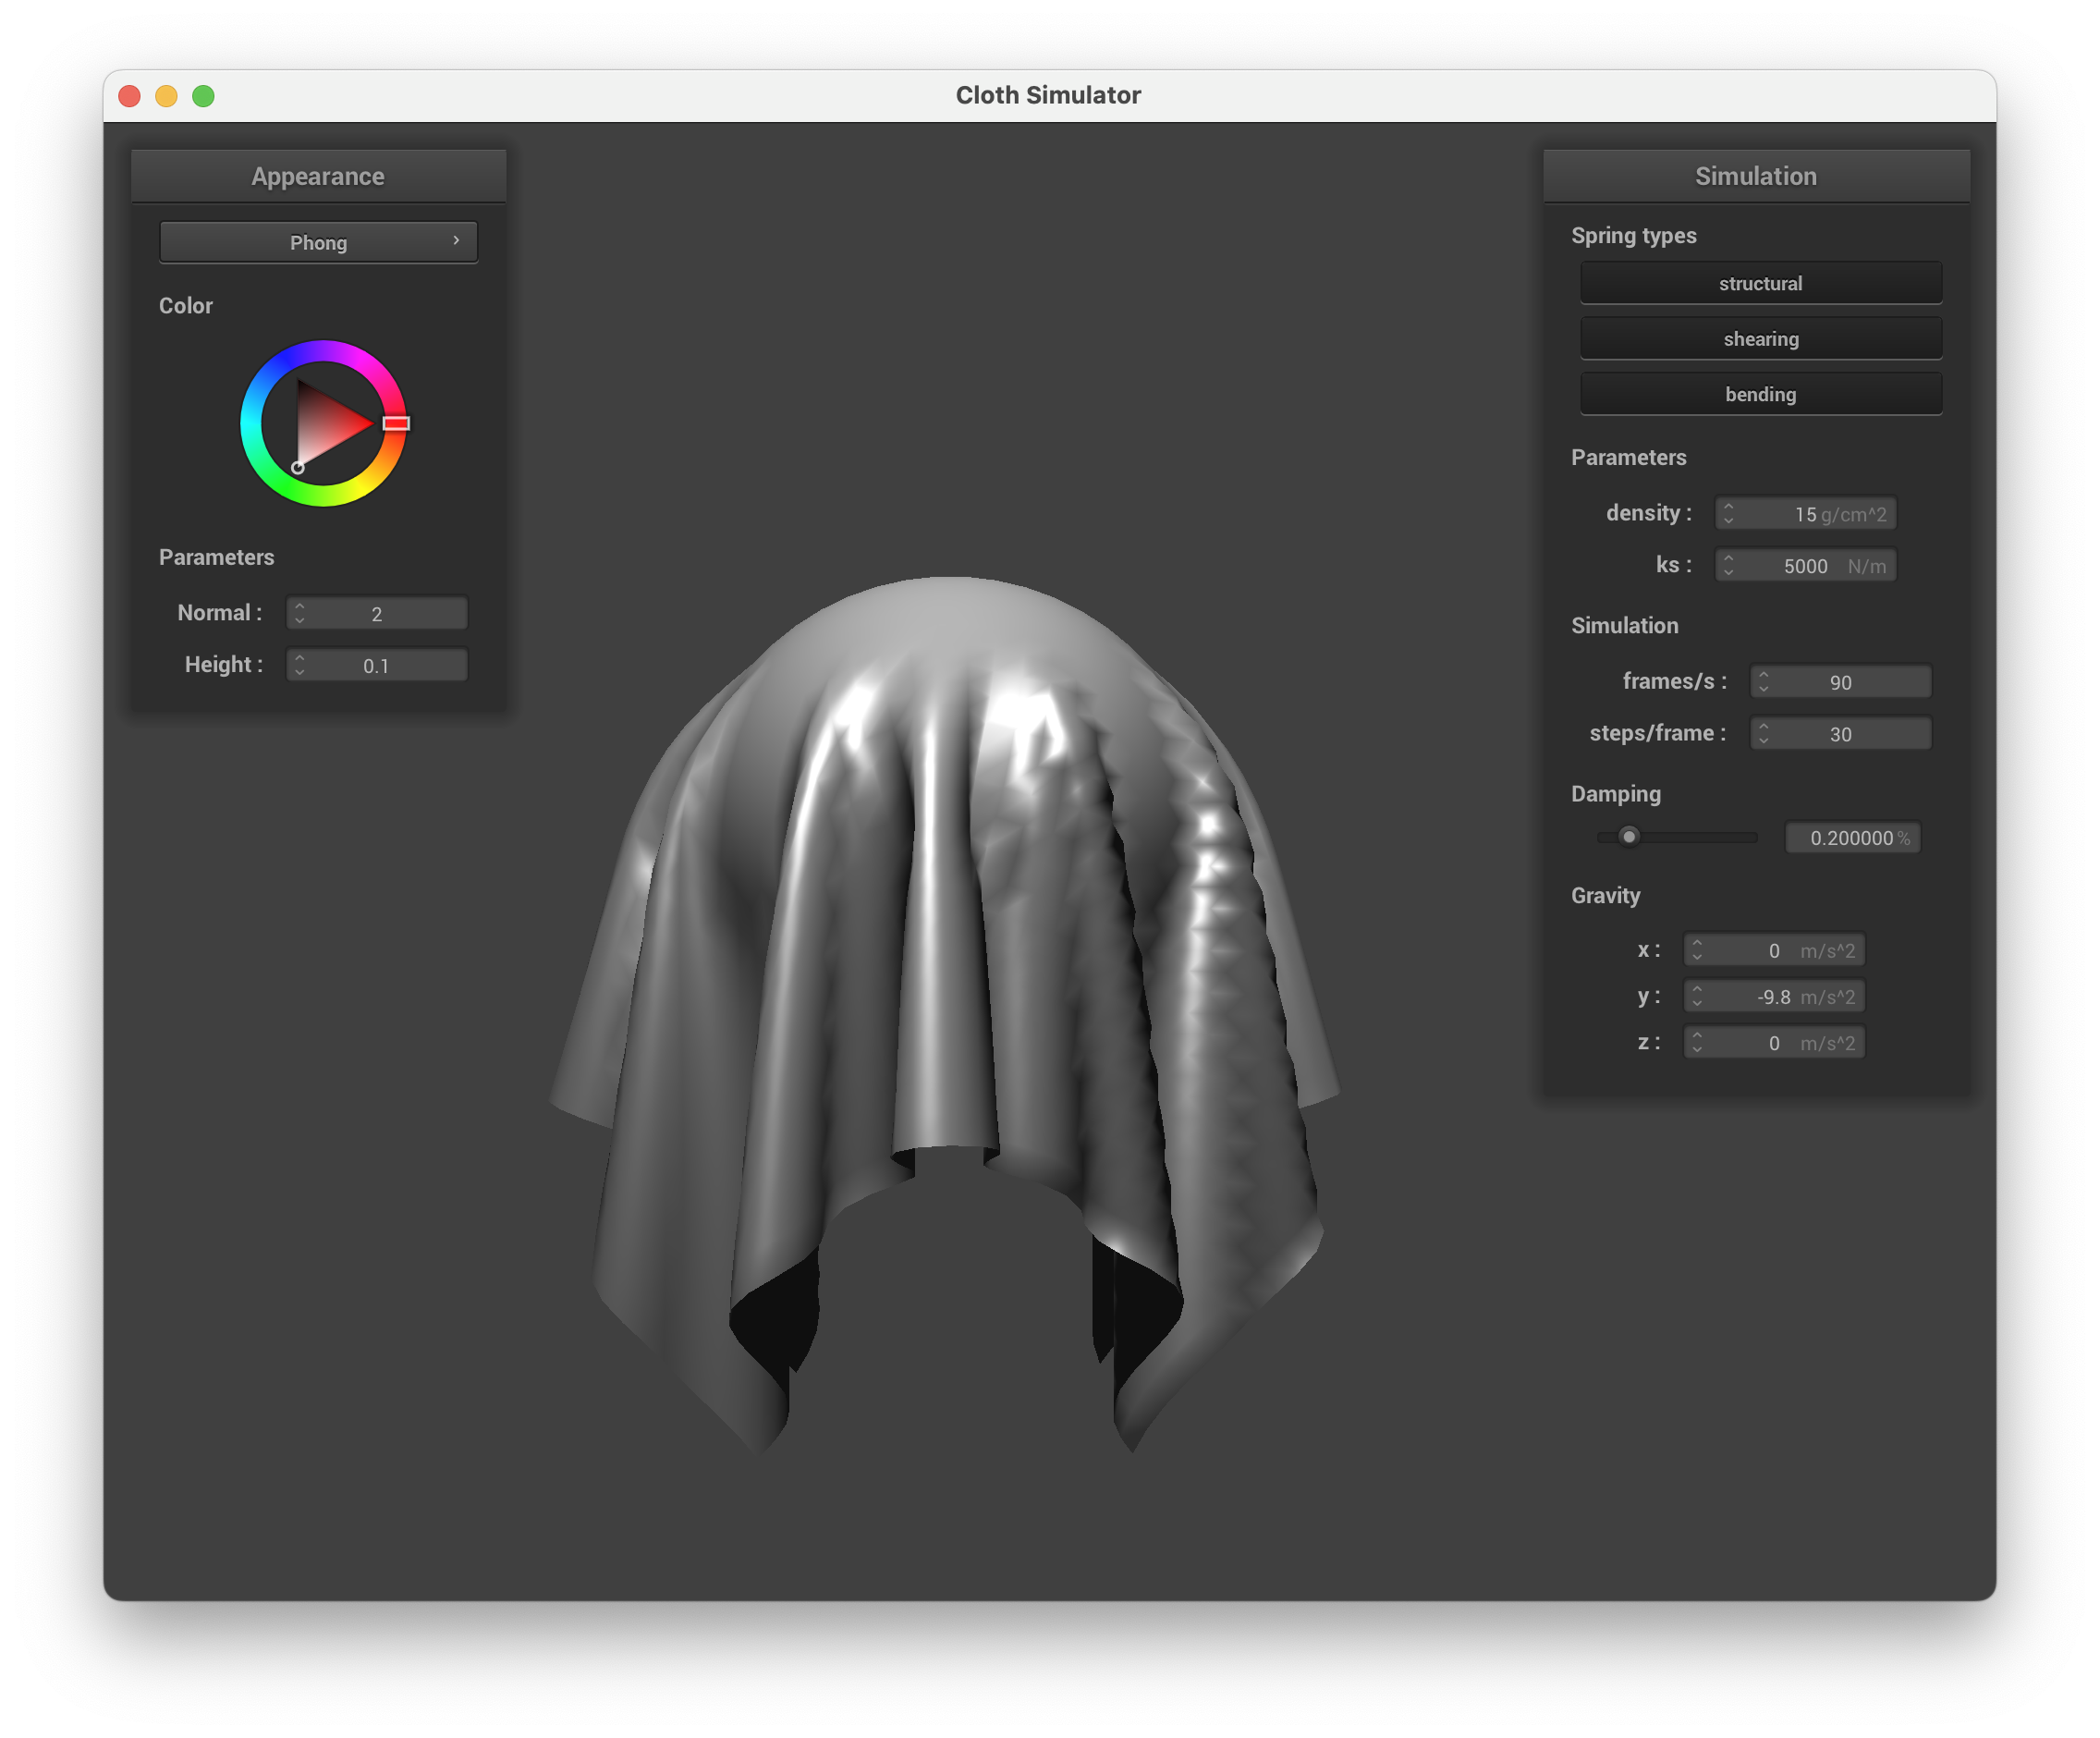 Cloth Simulator
Appearance
Phong
Color
Parameters
Normal : 2
Height : 0.1
Simulation
Spring types
structural
shearing
bending
Parameters
density : 15 g/cm^2
ks : 5000 N/m
Simulation
frames/s : 90
steps/frame : 30
Damping
0.200000 %
Gravity
x : 0 m/s^2
y : -9.8 m/s^2
z : 0 m/s^2